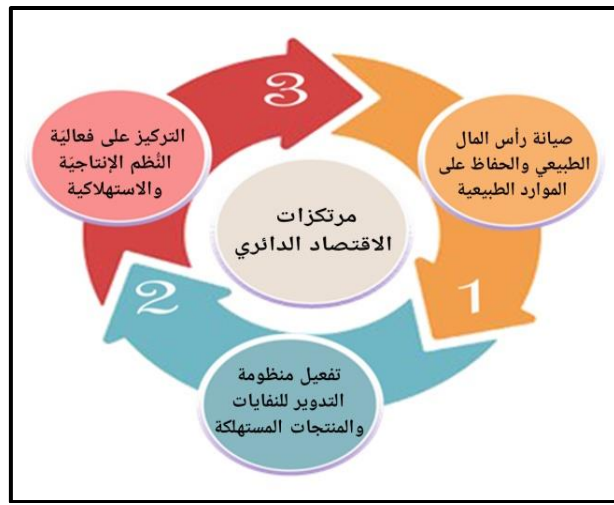 مرتكزات
الاقتصاد الدائري
1
صيانة رأس المال
الطبيعي والحفاظ على
الموارد الطبيعية
2
تفعيل منظومة
التدوير للنفايات
والمنتجات المستهلكة
3
التركيز على فعاليّة
النُظم الإنتاجيّة
والاستهلاكية